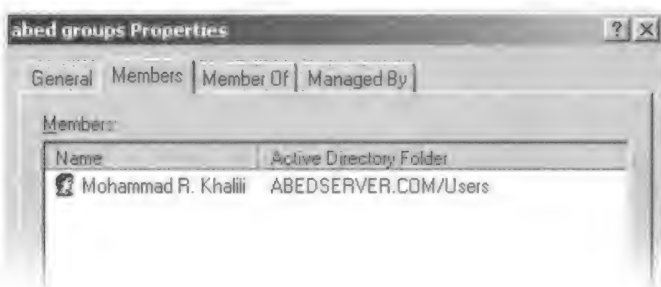 abed groups Properties
General Members Member Of Managed By
Members:
Name Active Directory Folder
Mohammad R. Khalili ABEDSERVER.COM/Users